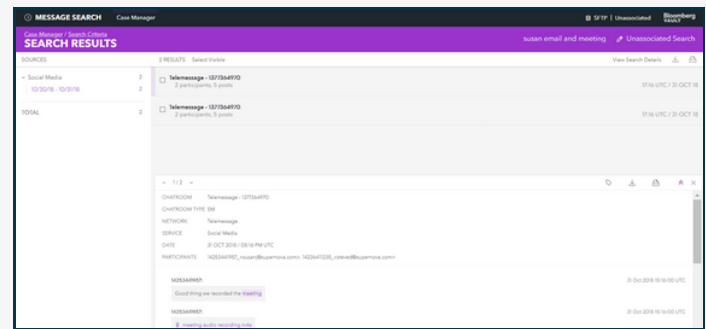 MESSAGE SEARCH Case Manager SFTP | Unassociated Bloomberg VAULT
Case Manager / Search Criteria
SEARCH RESULTS susan email and meeting Unassociated Search
SOURCES 2 RESULTS Select Visible View Search Details
Social Media 2
10/30/18 - 10/31/18 2
TOTAL 2
Telemessage - 1377364970
2 participants, 5 posts 17:16 UTC / 31 OCT 18
Telemessage - 1377364970
2 participants, 5 posts 17:16 UTC / 31 OCT 18
1 / 2
CHATROOM Telemessage - 1377364970
CHATROOM TYPE IM
NETWORK Telemessage
SERVICE Social Media
DATE 31 OCT 2018 / 05:16 PM UTC
PARTICIPANTS
14253441957: 31 Oct 2018 15:16:00 UTC
Good thing we recorded the meeting
14253441957: 31 Oct 2018 15:16:00 UTC
meeting audio recording note